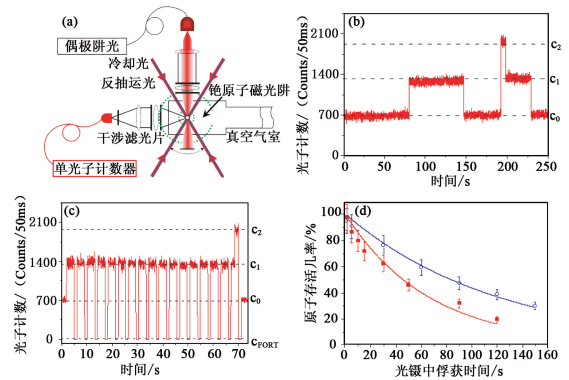 (a)
偶极阱光
冷却光
反抽运光
铯原子磁光阱
干涉滤光片
真空气室
单光子计数器
(b)
光子计数/（Counts/50ms)
2100
1400
700
0
0 50 100 150 200 250
时间/s
c₂
c₁
c₀
(c)
光子计数/（Counts/50ms)
2100
1400
700
0
0 10 20 30 40 50 60 70
时间/s
c₂
c₁
c₀
cFORT
(d)
原子存活几率/%
100
80
60
40
20
0
0 30 60 90 120 150
光镊中俘获时间/s